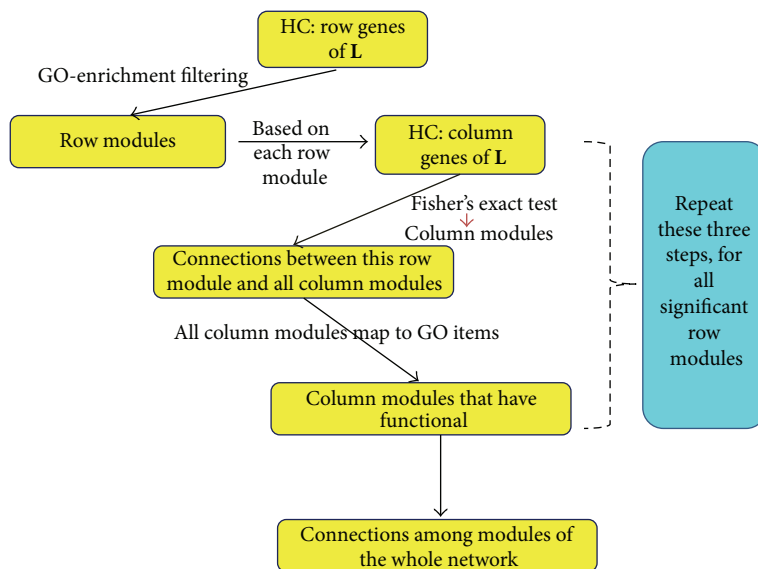 HC: row genes
of L
GO-enrichment filtering
Row modules
Based on
each row
module
HC: column
genes of L
Fisher's exact test
Column modules
Connections between this row
module and all column modules
All column modules map to GO items
Column modules that have
functional
Connections among modules of
the whole network
Repeat
these three
steps, for
all
significant
row
modules